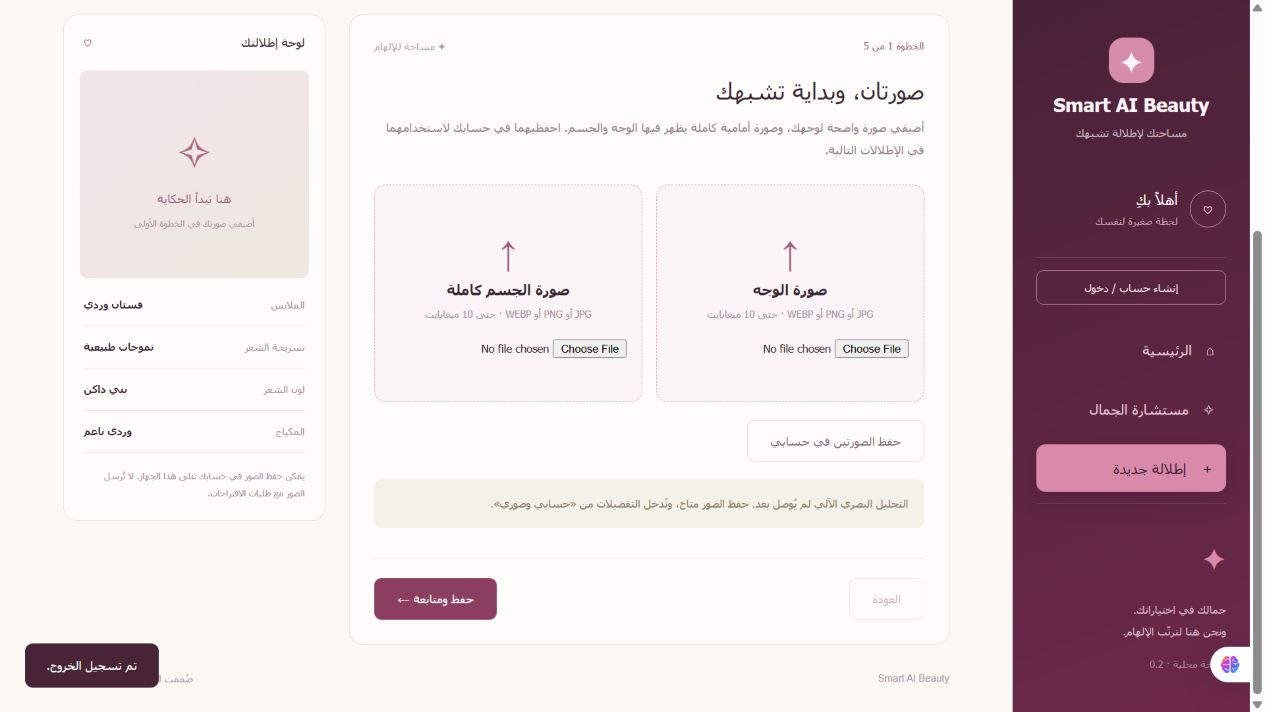 Smart AI Beauty
مساحتك لإطلالة تشبهك
أهلاً بكِ
لحظة صغيرة لنفسك
إنشاء حساب / دخول
الرئيسية
مستشارة الجمال
إطلالة جديدة
جمالك في اختياراتك.
ونحن هنا لنرتّب الإلهام.
محلية · 0.2
الخطوة 1 من 5
مساحة للإلهام
صورتان، وبداية تشبهك
أضيفي صورة واضحة لوجهك، وصورة أمامية كاملة يظهر فيها الوجه والجسم. احفظيهما في حسابك لاستخدامهما
في الإطلالات التالية.
صورة الوجه
JPG أو PNG أو WEBP · حتى 10 ميغابايت
Choose File No file chosen
صورة الجسم كاملة
JPG أو PNG أو WEBP · حتى 10 ميغابايت
Choose File No file chosen
حفظ الصورتين في حسابي
التحليل البصري الآلي لم يُوصل بعد. حفظ الصور متاح، وتُدخل التفضيلات من «حسابي وصوري».
العودة
حفظ ومتابعة ←
لوحة إطلالتك
هنا تبدأ الحكاية
أضيفي صورتك في الخطوة الأولى
الملابس فستان وردي
تسريحة الشعر تموجات طبيعية
لون الشعر بني داكن
المكياج وردي ناعم
يمكن حفظ الصور في حسابك على هذا الجهاز. لا تُرسل
الصور مع طلبات الاقتراحات.
Smart AI Beauty
صُممت
تم تسجيل الخروج.